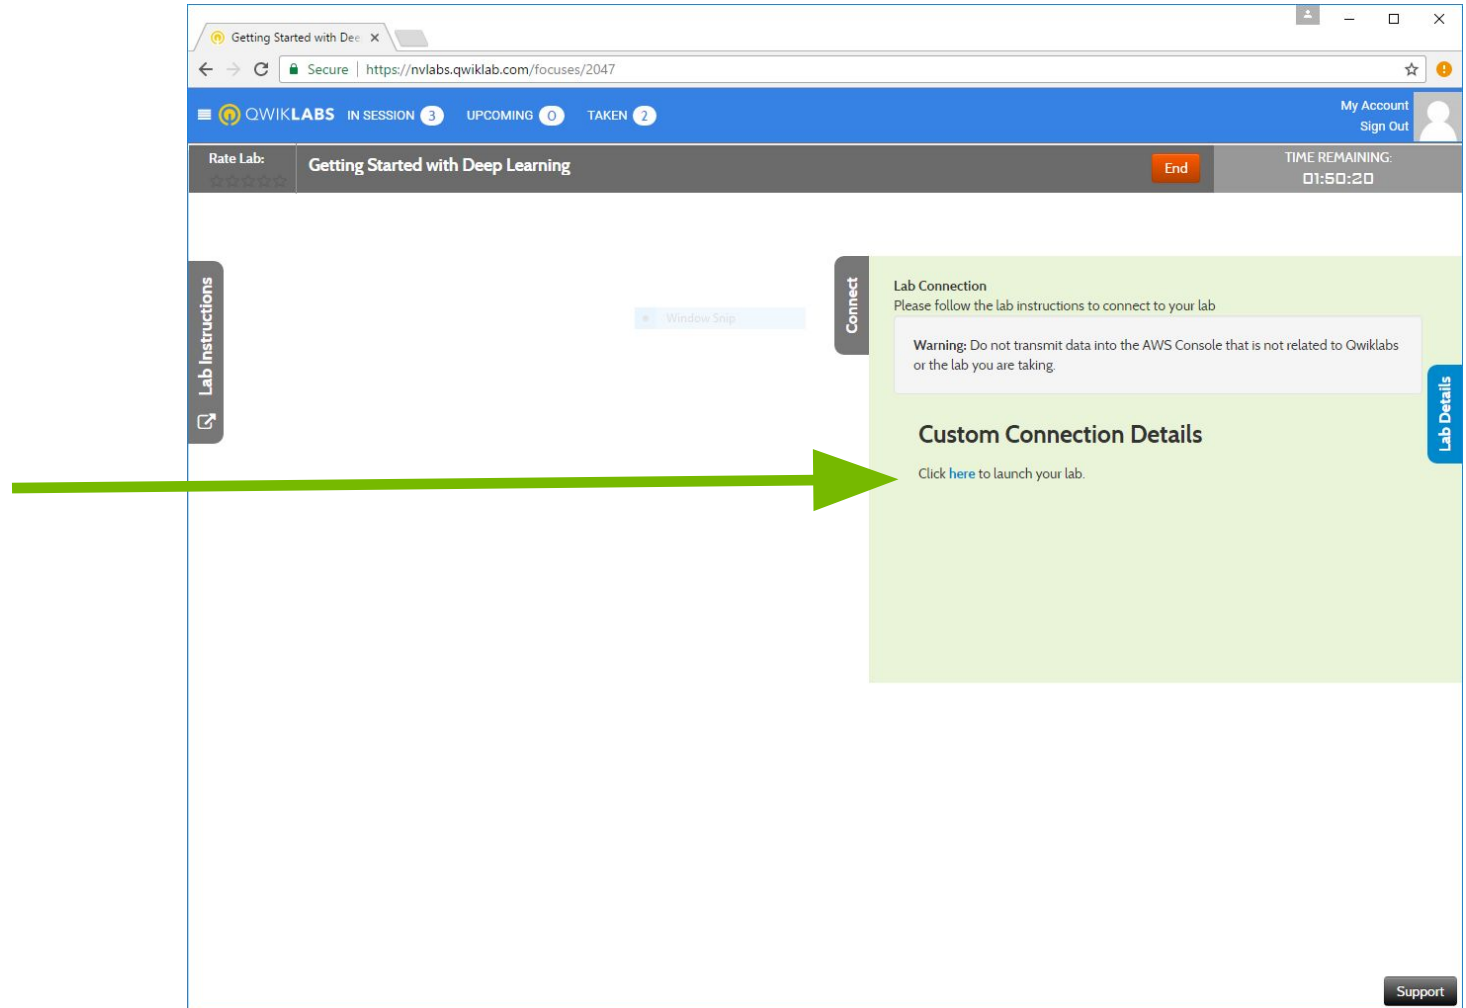 Getting Started with Dee
Secure | https://nvlabs.qwiklab.com/focuses/2047
QWIKLABS IN SESSION 3 UPCOMING 0 TAKEN 2
My Account
Sign Out
Rate Lab:
Getting Started with Deep Learning
End
TIME REMAINING:
01:50:20
Lab Instructions
Window Snip
Connect
Lab Connection
Please follow the lab instructions to connect to your lab
Warning: Do not transmit data into the AWS Console that is not related to Qwiklabs
or the lab you are taking.
Lab Details
Custom Connection Details
Click here to launch your lab.
Support